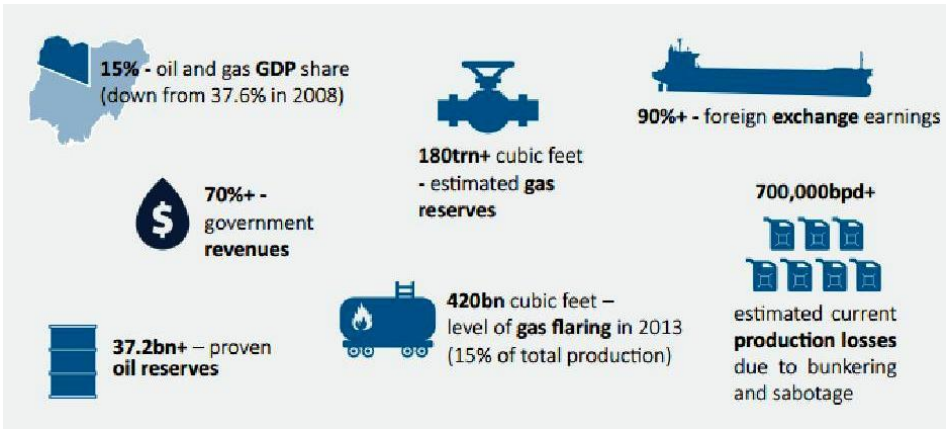 15% - oil and gas GDP share
(down from 37.6% in 2008)
180trn+ cubic feet
- estimated gas
reserves
90%+ - foreign exchange earnings
70%+ -
government
revenues
$
700,000bpd+
estimated current
production losses
due to bunkering
and sabotage
420bn cubic feet –
level of gas flaring in 2013
(15% of total production)
37.2bn+ – proven
oil reserves